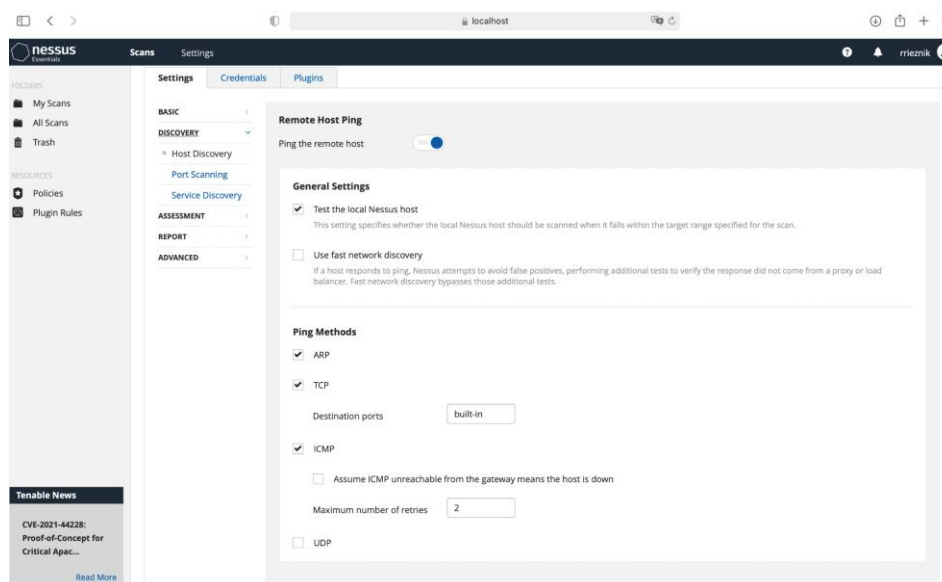 localhost
nessus
Essentials
Scans
Settings
rrieznik
FOLDERS
My Scans
All Scans
Trash
RESOURCES
Policies
Plugin Rules
Tenable News
CVE-2021-44228:
Proof-of-Concept for
Critical Apac...
Read More
Settings
Credentials
Plugins
BASIC
DISCOVERY
Host Discovery
Port Scanning
Service Discovery
ASSESSMENT
REPORT
ADVANCED
Remote Host Ping
Ping the remote host
ON
General Settings
Test the local Nessus host
This setting specifies whether the local Nessus host should be scanned when it falls within the target range specified for the scan.
Use fast network discovery
If a host responds to ping, Nessus attempts to avoid false positives, performing additional tests to verify the response did not come from a proxy or load
balancer. Fast network discovery bypasses those additional tests.
Ping Methods
ARP
TCP
Destination ports
built-in
ICMP
Assume ICMP unreachable from the gateway means the host is down
Maximum number of retries
2
UDP